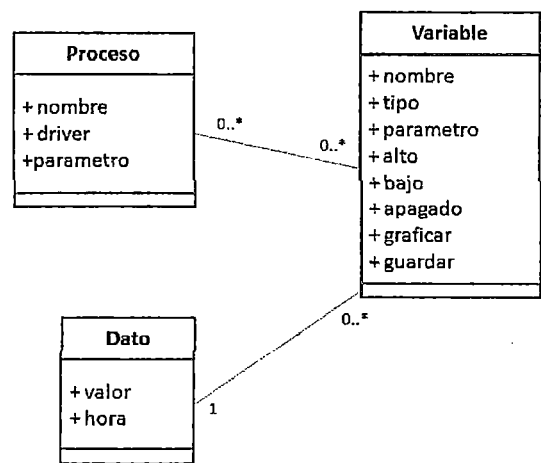 Proceso
+ nombre
+ driver
+parametro
0..*
0..*
Variable
+ nombre
+ tipo
+ parametro
+ alto
+ bajo
+ apagado
+ graficar
+ guardar
0..*
1
Dato
+ valor
+ hora